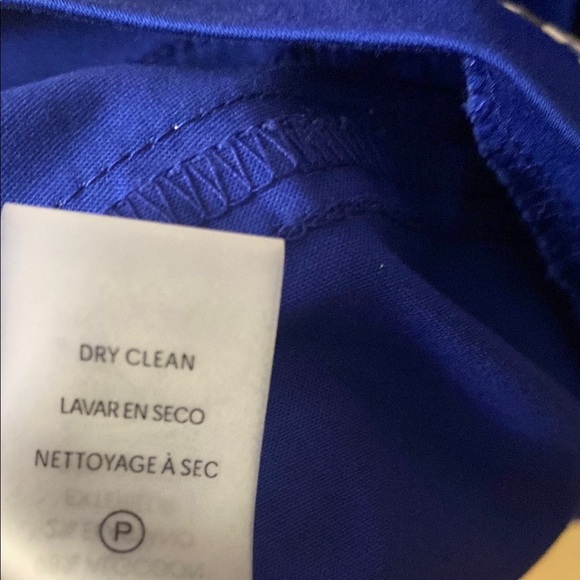 DRY CLEAN
LAVAR EN SECO
NETTOYAGE À SEC
P